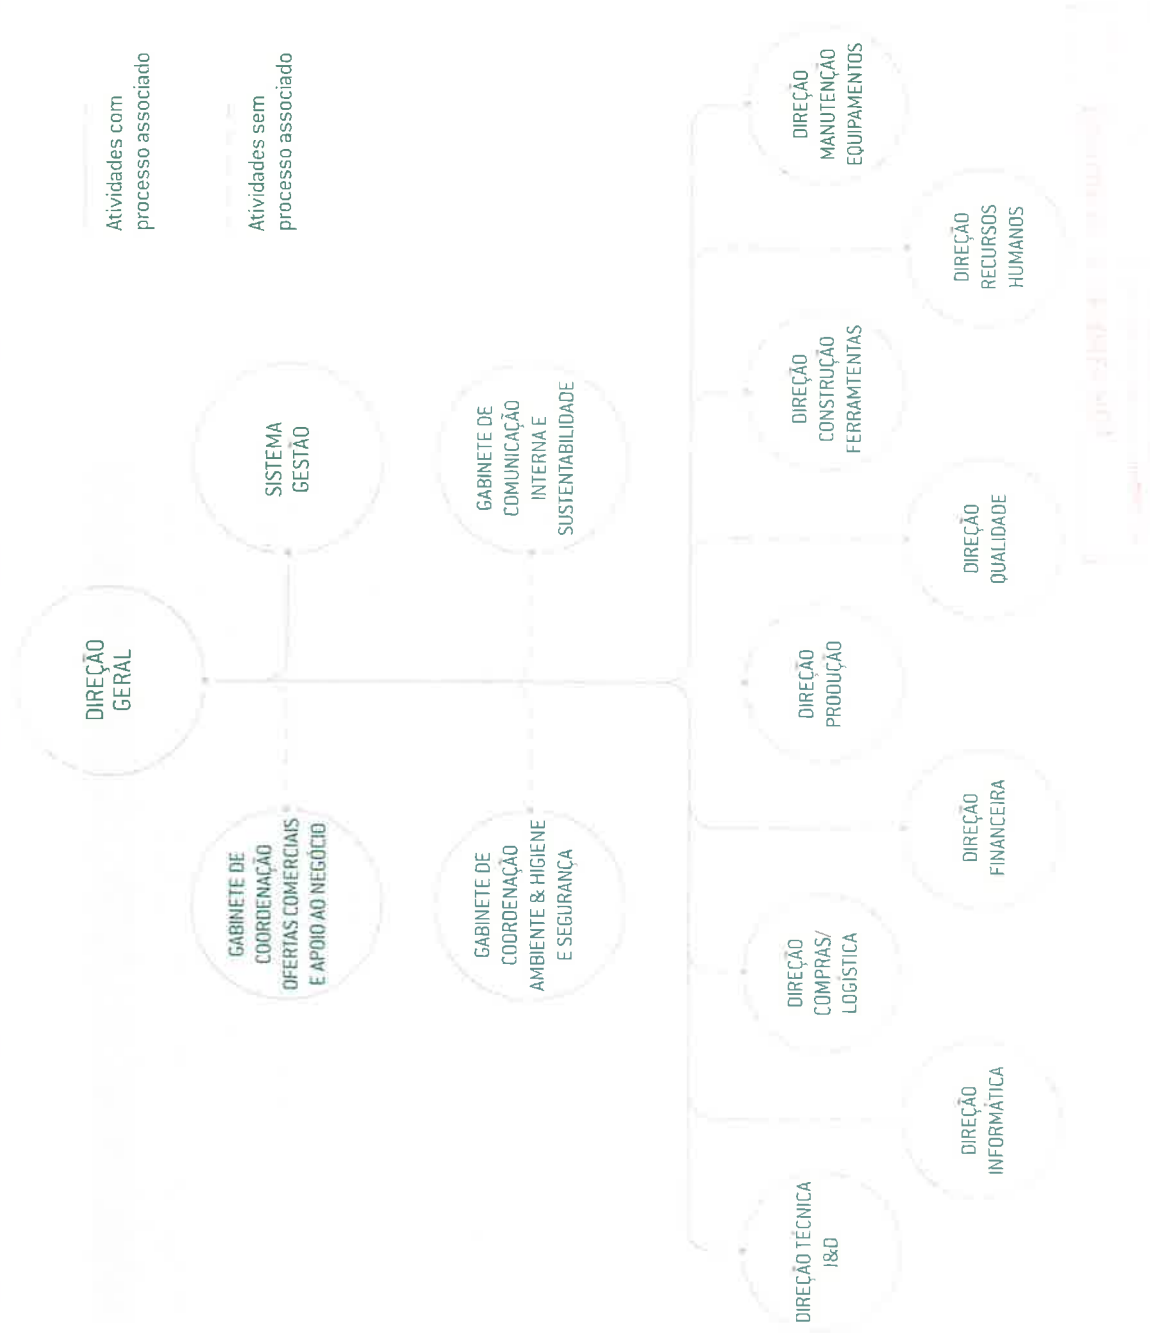 DIREÇÃO
GERAL
GABINETE DE
COORDENAÇÃO
OFERTAS COMERCIAIS
E APOIO AO NEGÓCIO
SISTEMA
GESTÃO
GABINETE DE
COORDENAÇÃO
AMBIENTE & HIGIENE
E SEGURANÇA
GABINETE DE
COMUNICAÇÃO
INTERNA E
SUSTENTABILIDADE
DIREÇÃO TÉCNICA
I&D
DIREÇÃO
INFORMÁTICA
DIREÇÃO
COMPRAS/
LOGÍSTICA
DIREÇÃO
FINANCEIRA
DIREÇÃO
PRODUÇÃO
DIREÇÃO
QUALIDADE
DIREÇÃO
CONSTRUÇÃO
FERRAMTENTAS
DIREÇÃO
RECURSOS
HUMANOS
DIREÇÃO
MANUTENÇÃO
EQUIPAMENTOS
Atividades com
processo associado
Atividades sem
processo associado